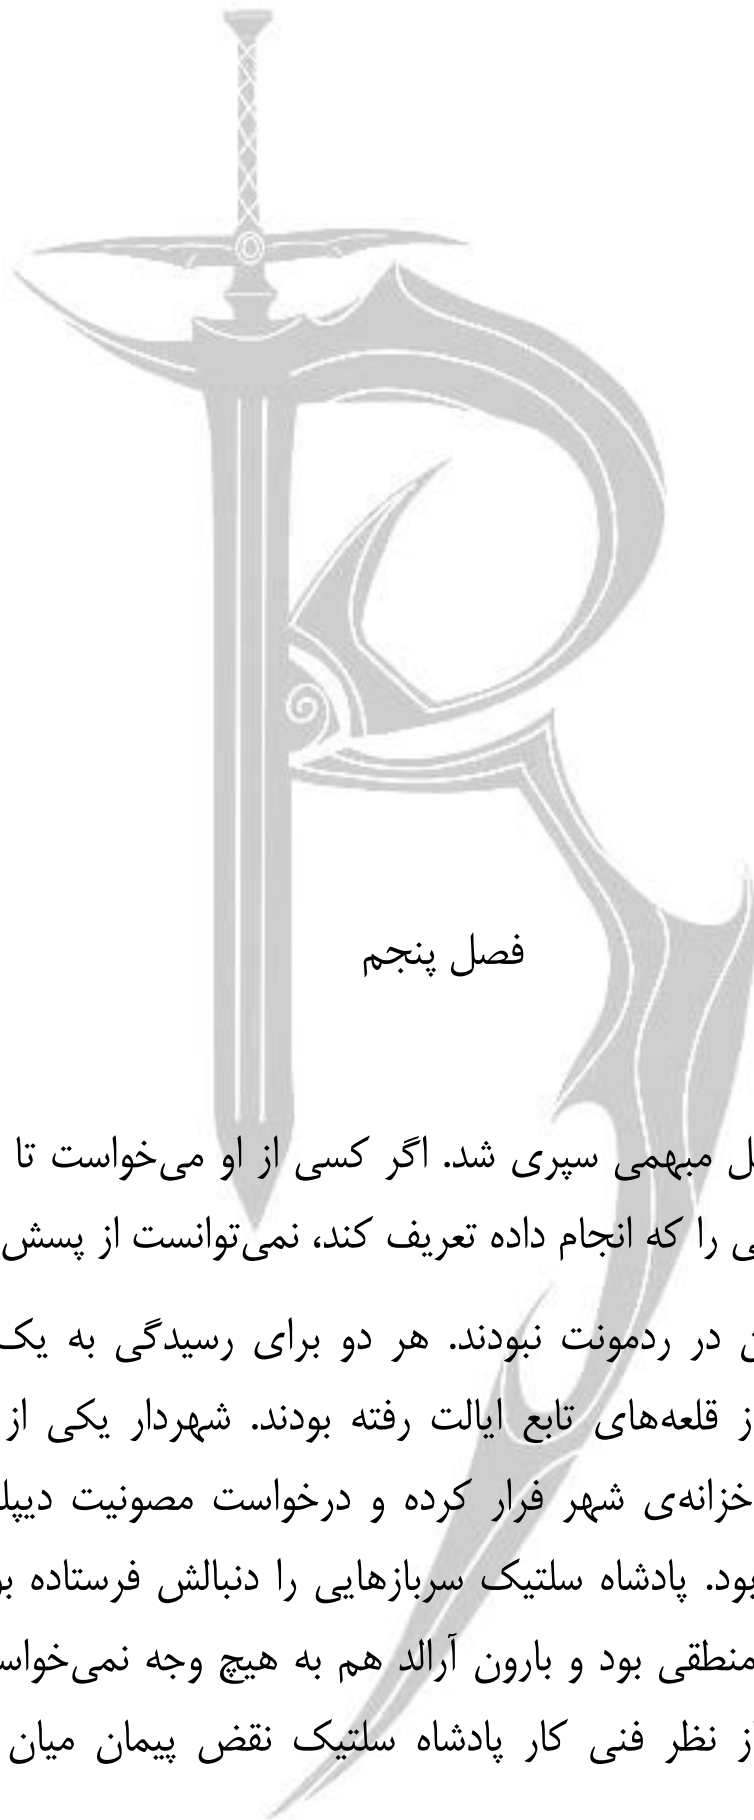 فصل پنجم
مبهمی سپری شد. اگر کسی از او می‌خواست تا
را که انجام داده تعریف کند، نمی‌توانست از پسش
در ردمونت نبودند. هر دو برای رسیدگی به یک
از قلعه‌های تابع ایالت رفته بودند. شهردار یکی از
خزانه‌ی شهر فرار کرده و درخواست مصونیت
بود. پادشاه سلتیک سربازهایی را دنبالش فرستاده
منطقی بود و بارون آرالد هم به هیچ وجه
از نظر فنی کار پادشاه سلتیک نقض پیمان میان